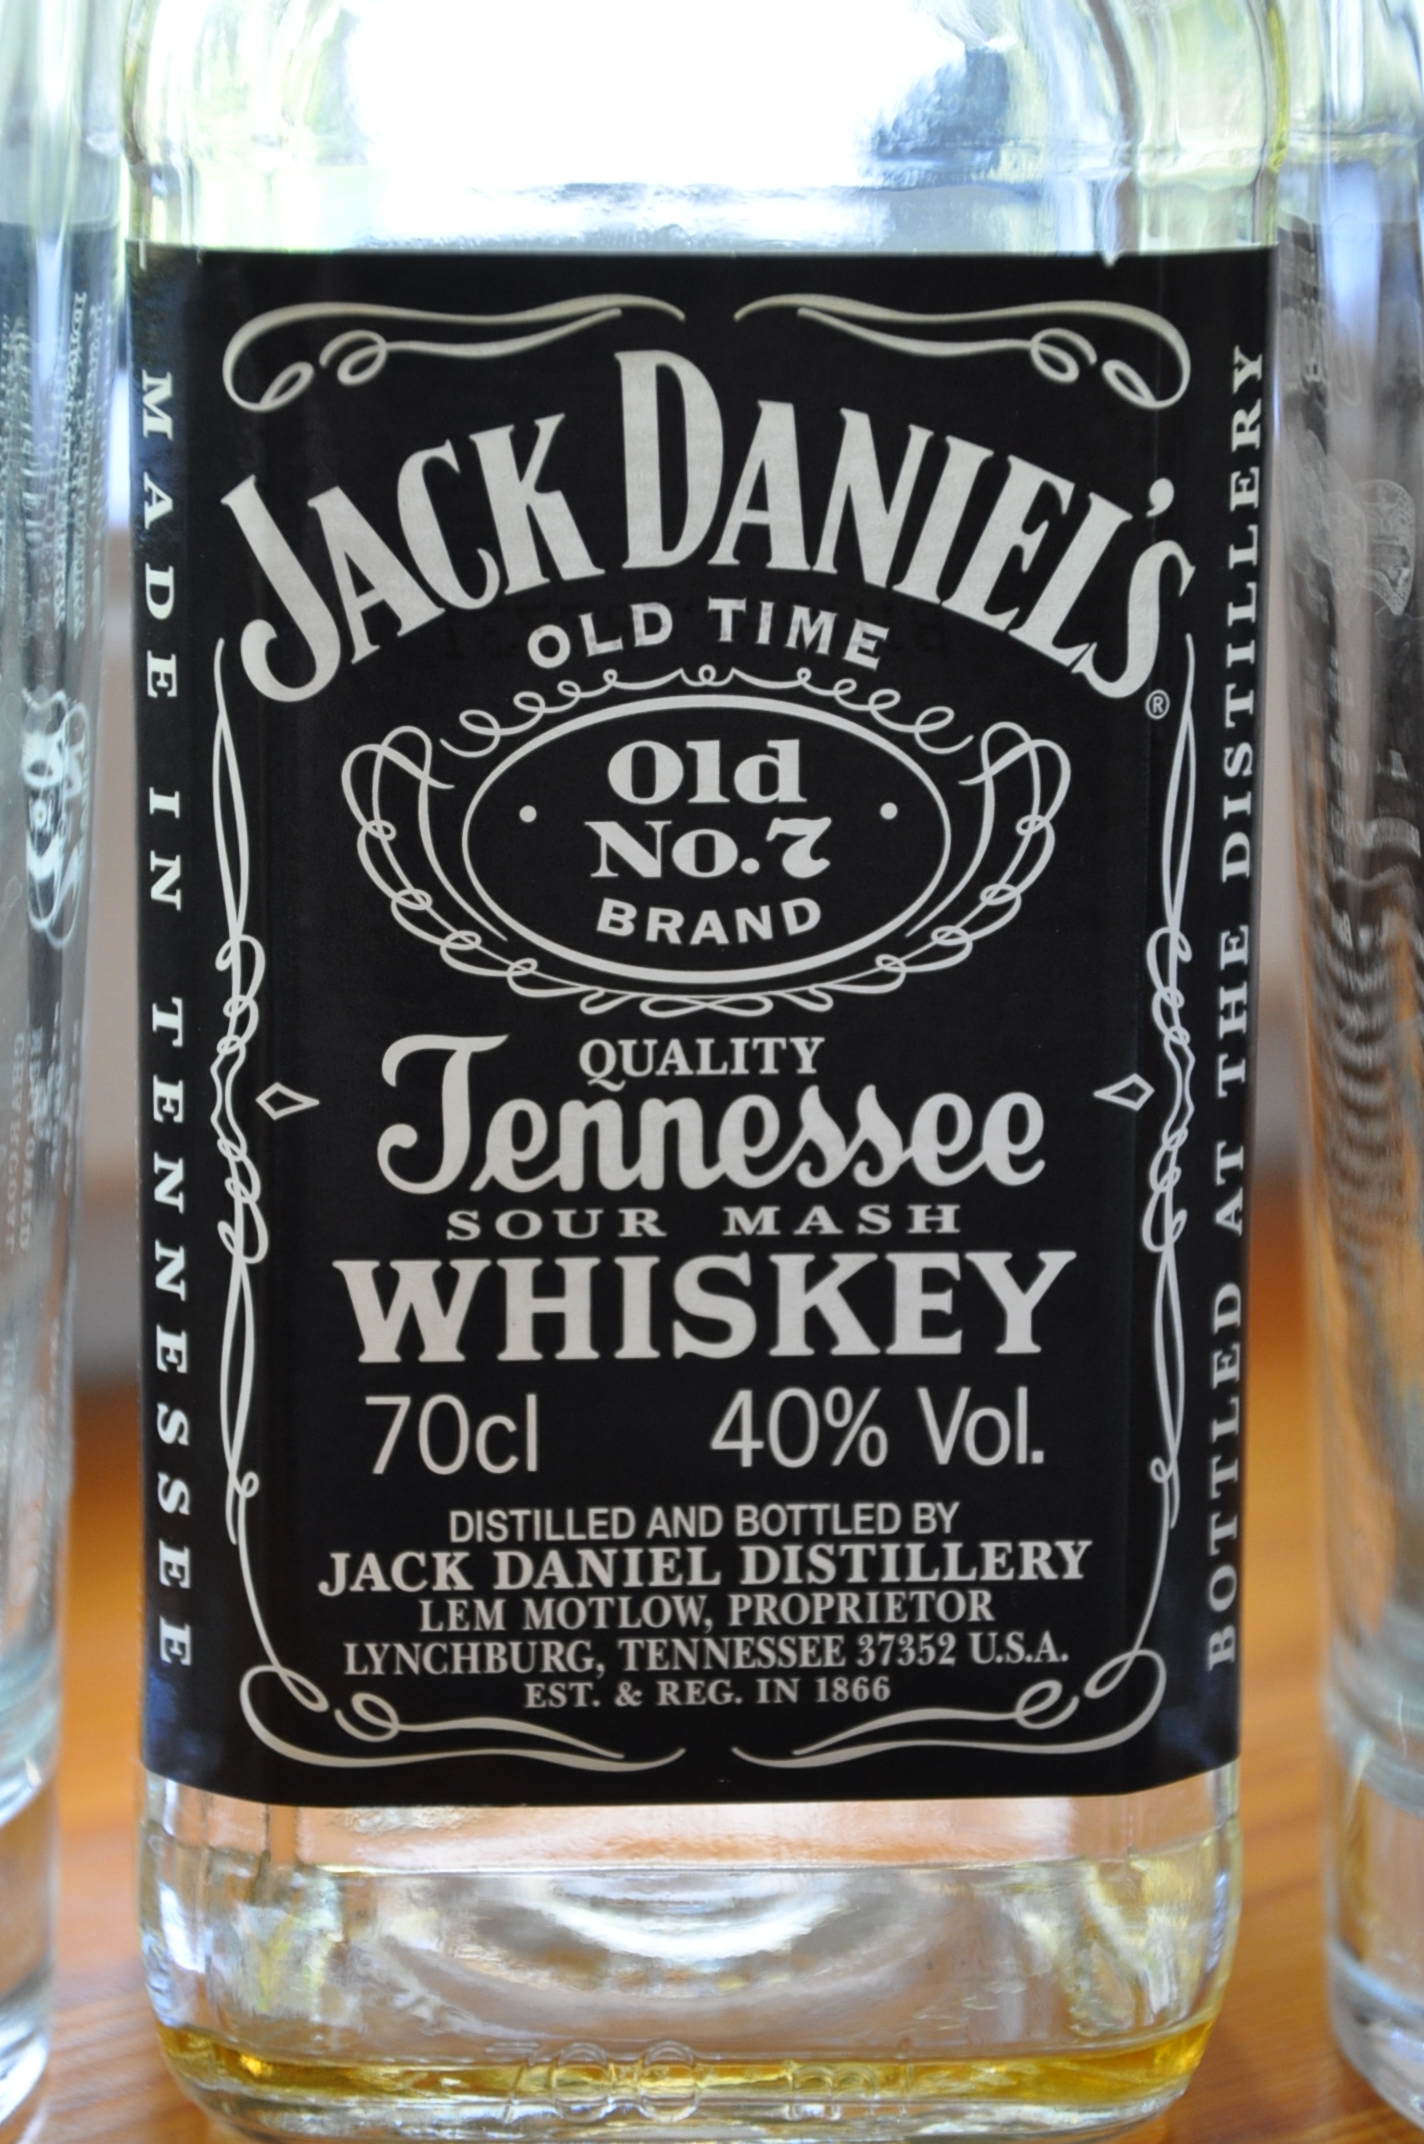 JACK DANIEL'S ®
OLD TIME
Old
No.7
BRAND
QUALITY
Tennessee
SOUR MASH
WHISKEY
70cl 40% Vol.
DISTILLED AND BOTTLED BY
JACK DANIEL DISTILLERY
LEM MOTLOW, PROPRIETOR
LYNCHBURG, TENNESSEE 37352 U.S.A.
EST. & REG. IN 1866
MADE IN TENNESSEE
BOTTLED AT THE DISTILLERY
700 ml